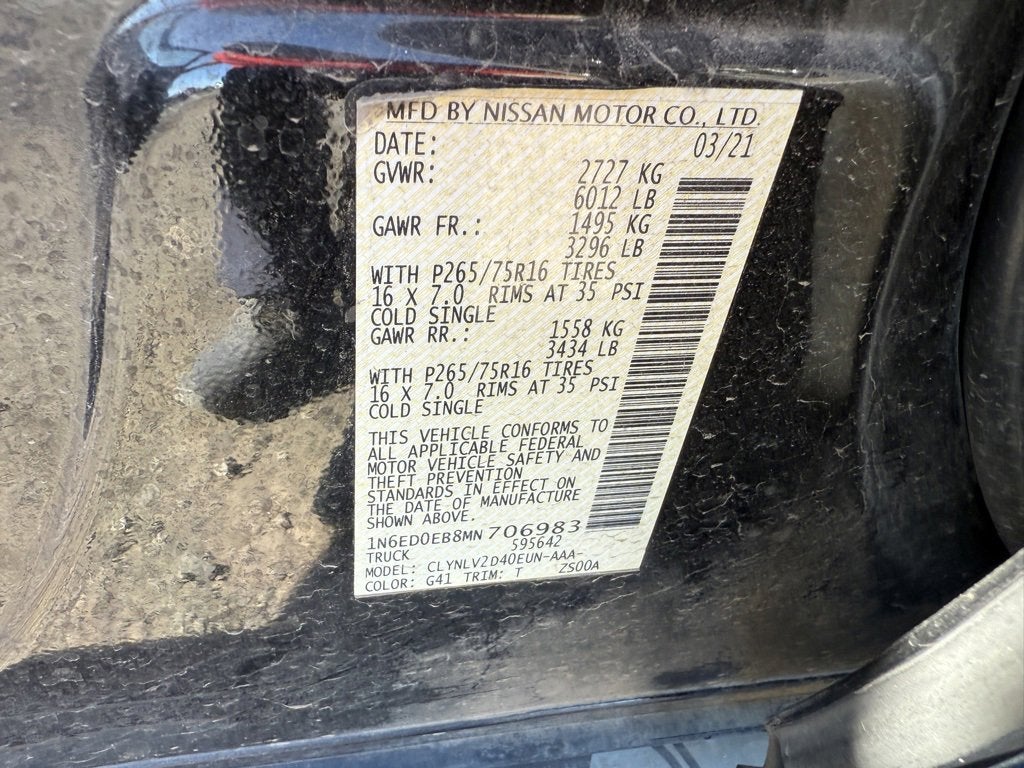 MFD BY NISSAN MOTOR CO., LTD.
DATE: 03/21
GVWR: 2727 KG
6012 LB
GAWR FR.: 1495 KG
3296 LB
WITH P265/75R16 TIRES
16 X 7.0 RIMS AT 35 PSI
COLD SINGLE
GAWR RR.: 1558 KG
3434 LB
WITH P265/75R16 TIRES
16 X 7.0 RIMS AT 35 PSI
COLD SINGLE
THIS VEHICLE CONFORMS TO
ALL APPLICABLE FEDERAL
MOTOR VEHICLE SAFETY AND
THEFT PREVENTION
STANDARDS IN EFFECT ON
THE DATE OF MANUFACTURE
SHOWN ABOVE.
1N6ED0EB8MN706983
TRUCK 595642
MODEL: CLYNLV2D40EUN-AAA-
COLOR: G41 TRIM: T ZS00A